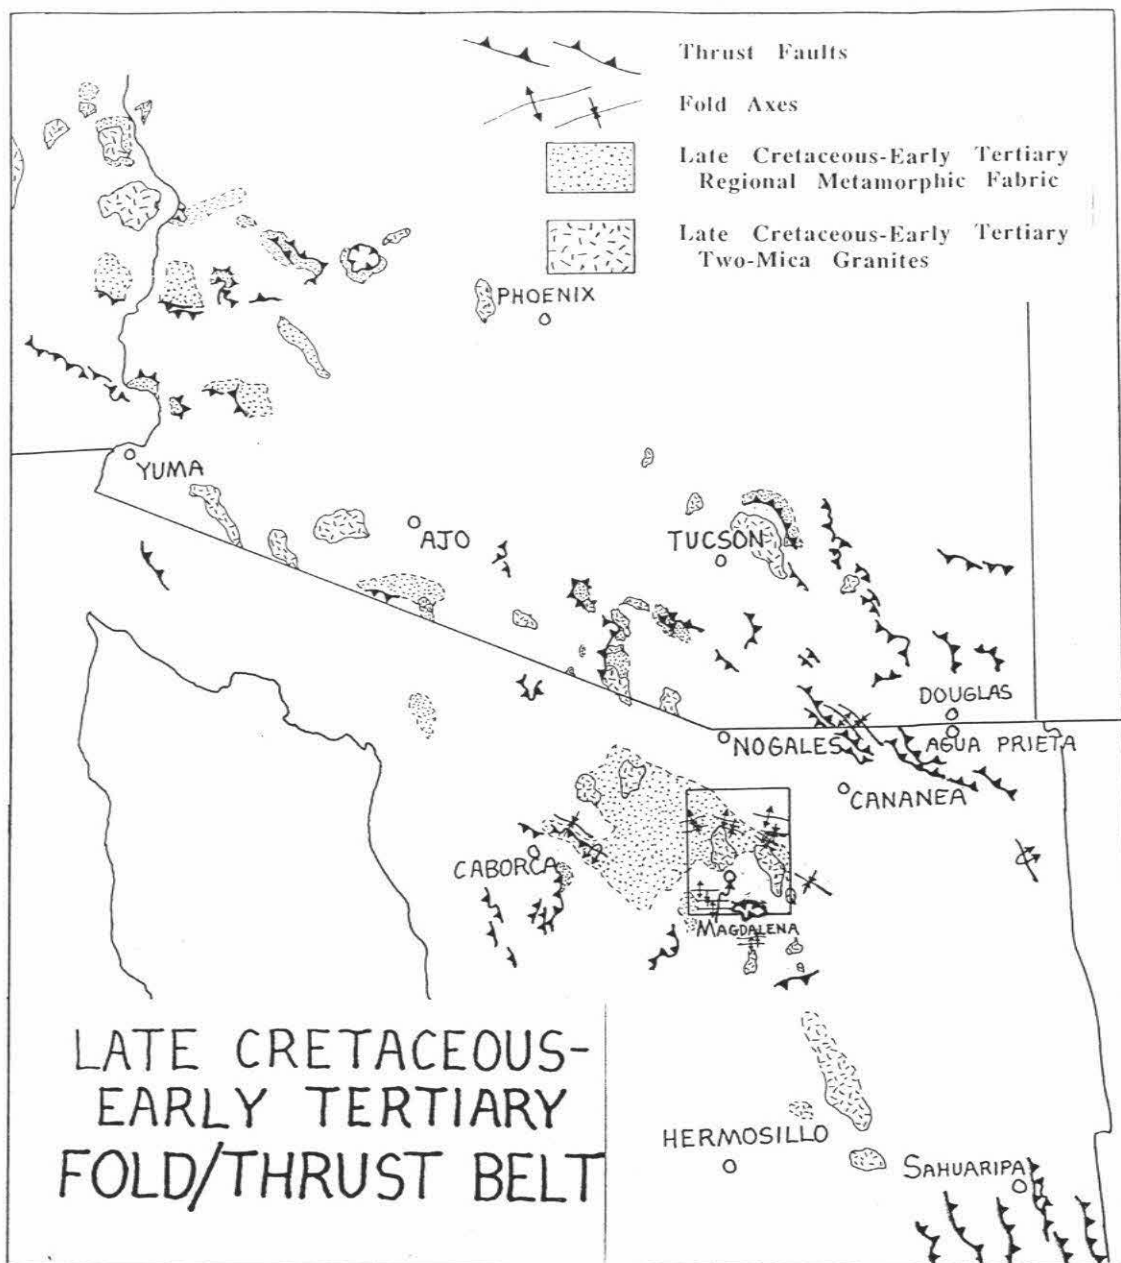 Thrust Faults
Fold Axes
Late Cretaceous-Early Tertiary
Regional Metamorphic Fabric
Late Cretaceous-Early Tertiary
Two-Mica Granites
PHOENIX
YUMA
AJO
TUCSON
DOUGLAS
NOGALES
AGUA PRIETA
CANANEA
CABORCA
MAGDALENA
LATE CRETACEOUS-
EARLY TERTIARY
FOLD/THRUST BELT
HERMOSILLO
SAHUARIPA